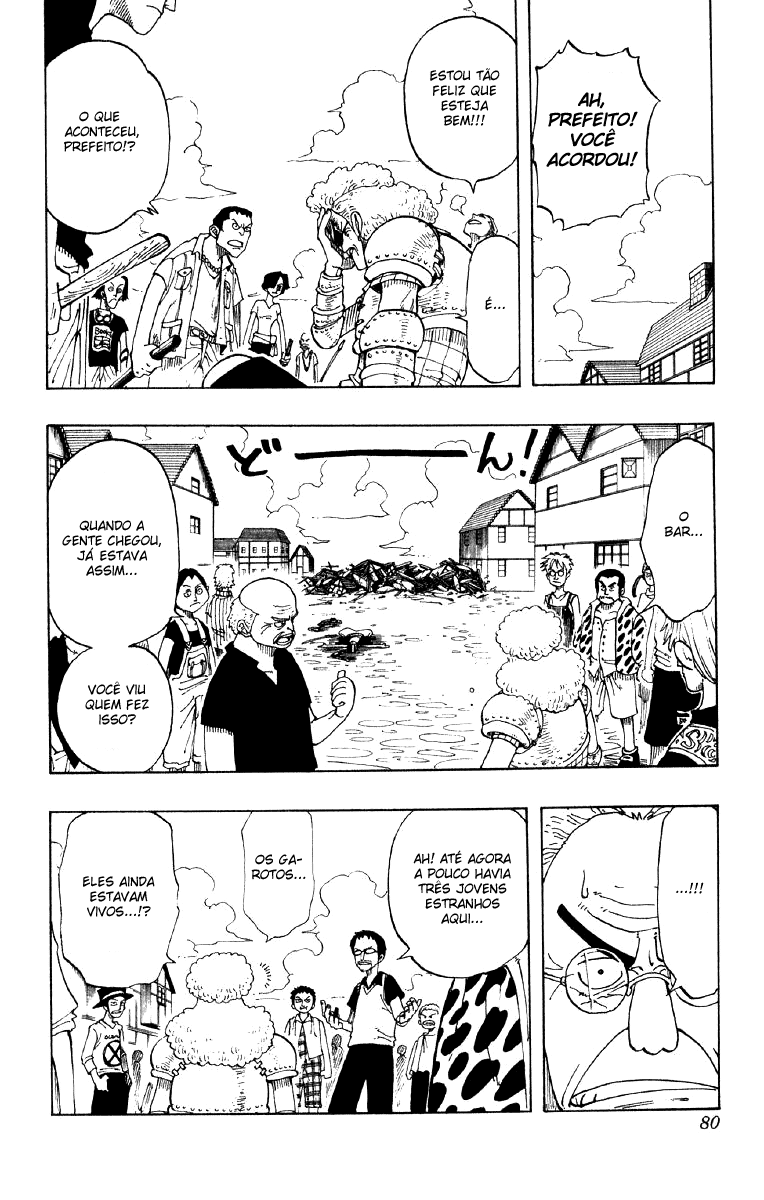 AH,
PREFEITO!
VOCÊ
ACORDOU!
ESTOU TÃO
FELIZ QUE
ESTEJA
BEM!!!
O QUE
ACONTECEU,
PREFEITO!?
É...
ど ー ん!
O
BAR...
QUANDO A
GENTE CHEGOU,
JÁ ESTAVA
ASSIM...
VOCÊ VIU
QUEM FEZ
ISSO?
...!!!
AH! ATÉ AGORA
A POUCO HAVIA
TRÊS JOVENS
ESTRANHOS
AQUI...
OS GA-
ROTOS...
ELES AINDA
ESTAVAM
VIVOS...!?
80